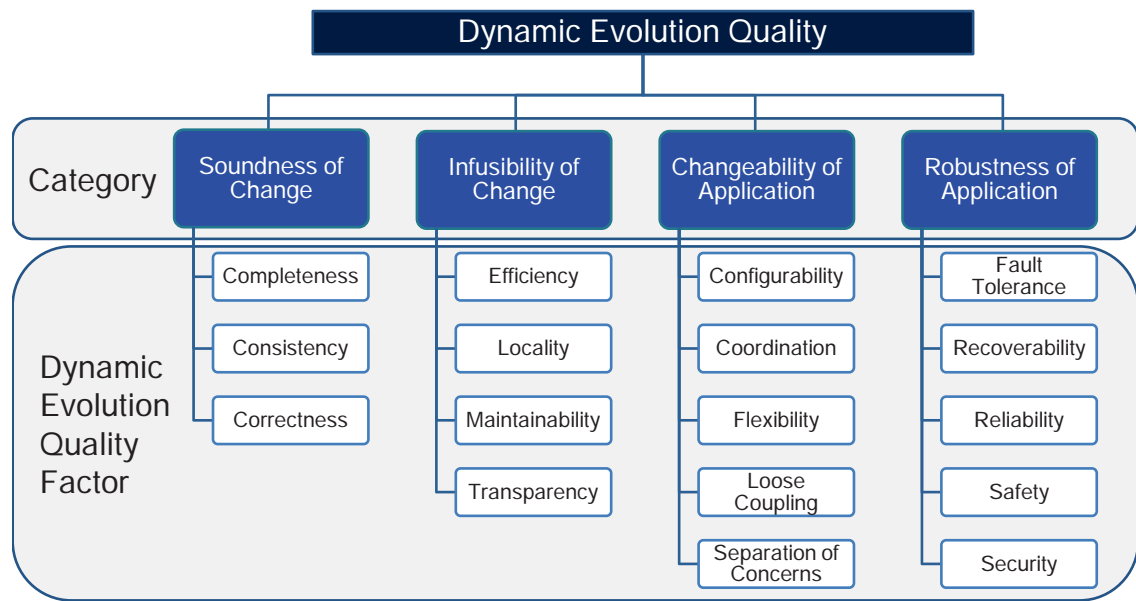 Dynamic Evolution Quality
Category
Soundness of
Change
Infusibility of
Change
Changeability of
Application
Robustness of
Application
Dynamic
Evolution
Quality
Factor
Completeness
Consistency
Correctness
Efficiency
Locality
Maintainability
Transparency
Configurability
Coordination
Flexibility
Loose
Coupling
Separation of
Concerns
Fault
Tolerance
Recoverability
Reliability
Safety
Security